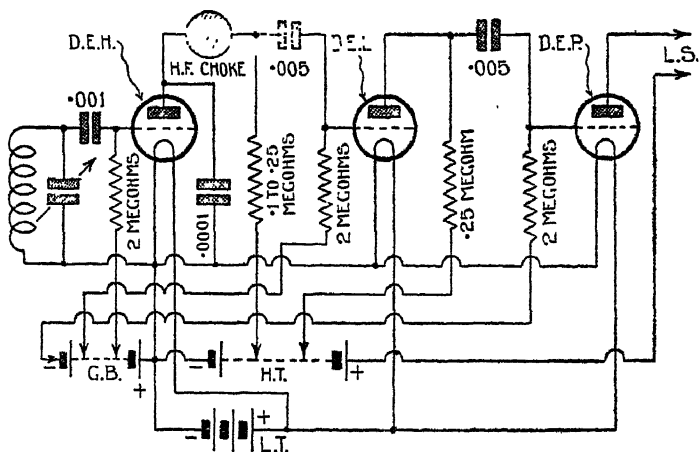 D.E.H.
H.F. CHOKE
.005
D.E.L
.005
D.E.P.
L.S.
.001
2 MEGOHMS
.0001
.1 TO .25
MEGOHMS
2 MEGOHMS
.25 MEGOHM
2 MEGOHMS
- G.B. +
- H.T. +
- L.T. +